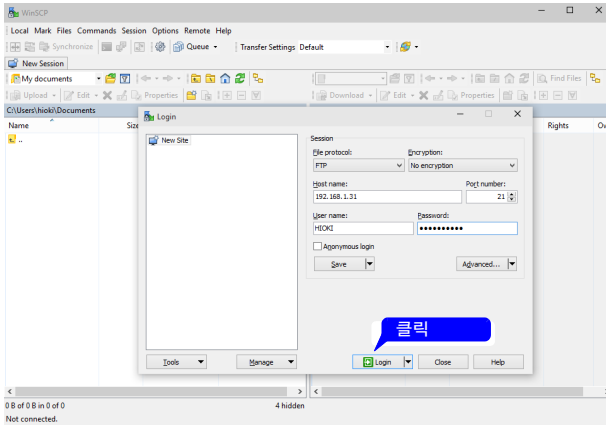 WinSCP
Local Mark Files Commands Session Options Remote Help
Synchronize Queue Transfer Settings Default
New Session
My documents Find Files
Upload Edit Properties Download Edit Properties
C:\Users\hioki\Documents
Name Size Rights Ow
..
Login
New Site
Session
File protocol: Encryption:
FTP No encryption
Host name: Port number:
192.168.1.31 21
User name: Password:
HIOKI ●●●●●●●●●●
Anonymous login
Save Advanced...
클릭
Tools Manage Login Close Help
0 B of 0 B in 0 of 0 4 hidden
Not connected.